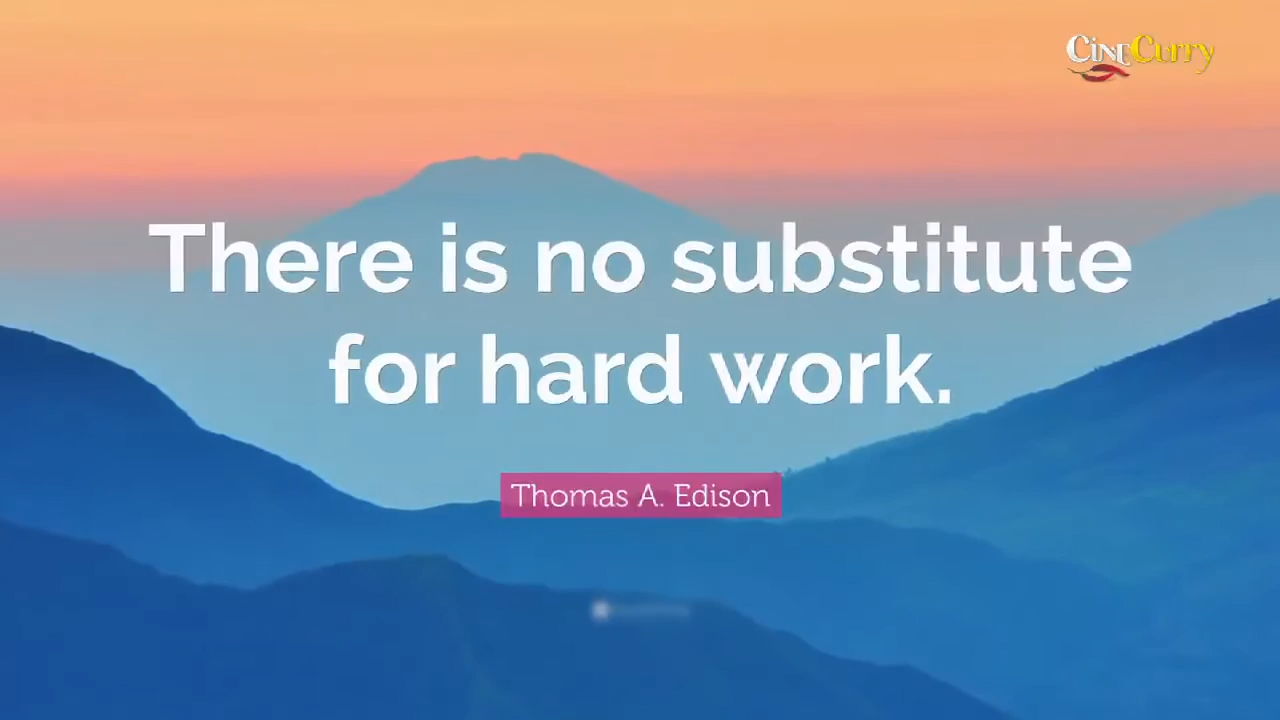 CineCurry
There is no substitute
for hard work.
Thomas A. Edison